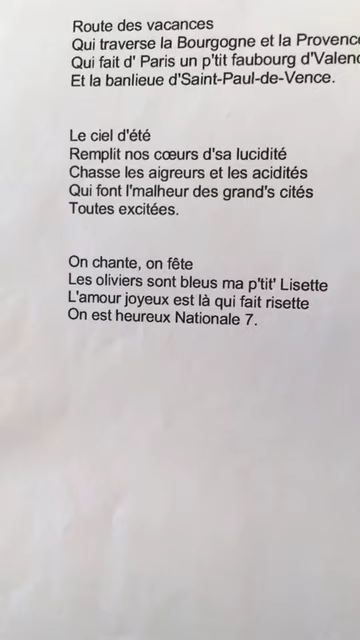 Route des vacances
Qui traverse la Bourgogne et la Provence
Qui fait d' Paris un p'tit faubourg d'Valenc
Et la banlieue d'Saint-Paul-de-Vence.
Le ciel d'été
Remplit nos cœurs d'sa lucidité
Chasse les aigreurs et les acidités
Qui font l'malheur des grand's cités
Toutes excitées.
On chante, on fête
Les oliviers sont bleus ma p'tit' Lisette
L'amour joyeux est là qui fait risette
On est heureux Nationale 7.